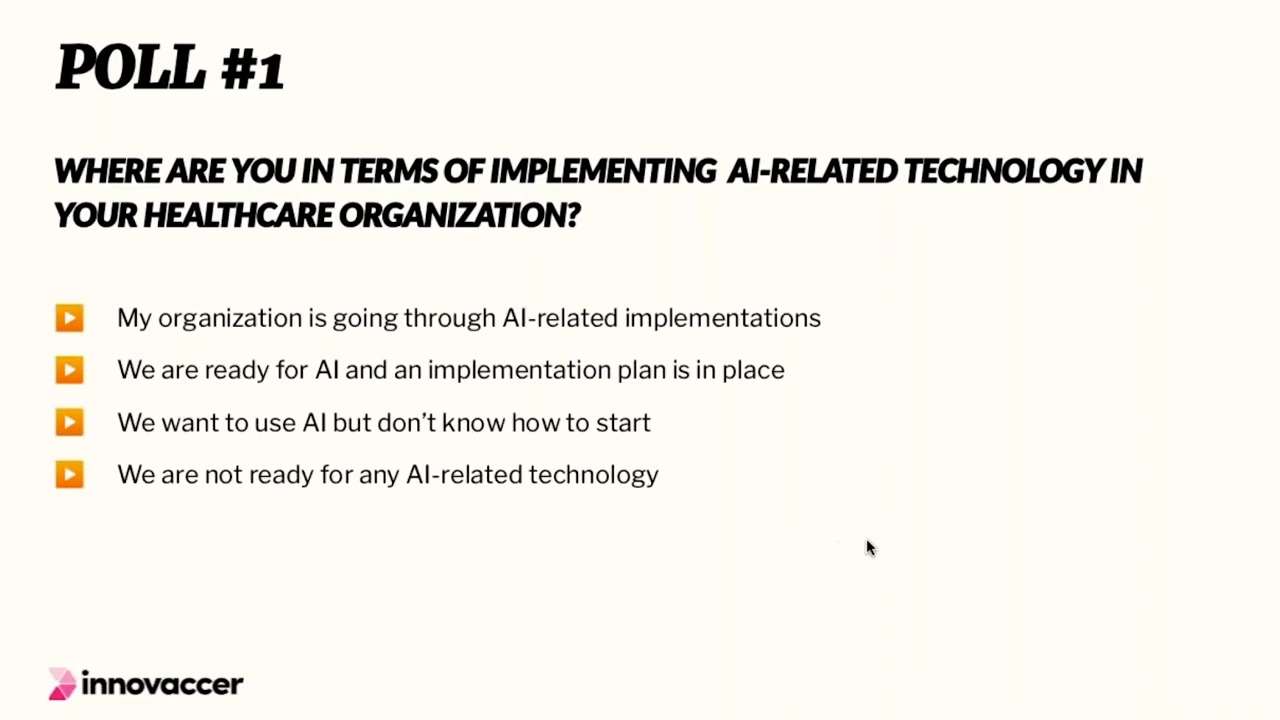 POLL #1
WHERE ARE YOU IN TERMS OF IMPLEMENTING AI-RELATED TECHNOLOGY IN
YOUR HEALTHCARE ORGANIZATION?
My organization is going through AI-related implementations
We are ready for AI and an implementation plan is in place
We want to use AI but don’t know how to start
We are not ready for any AI-related technology
innovaccer